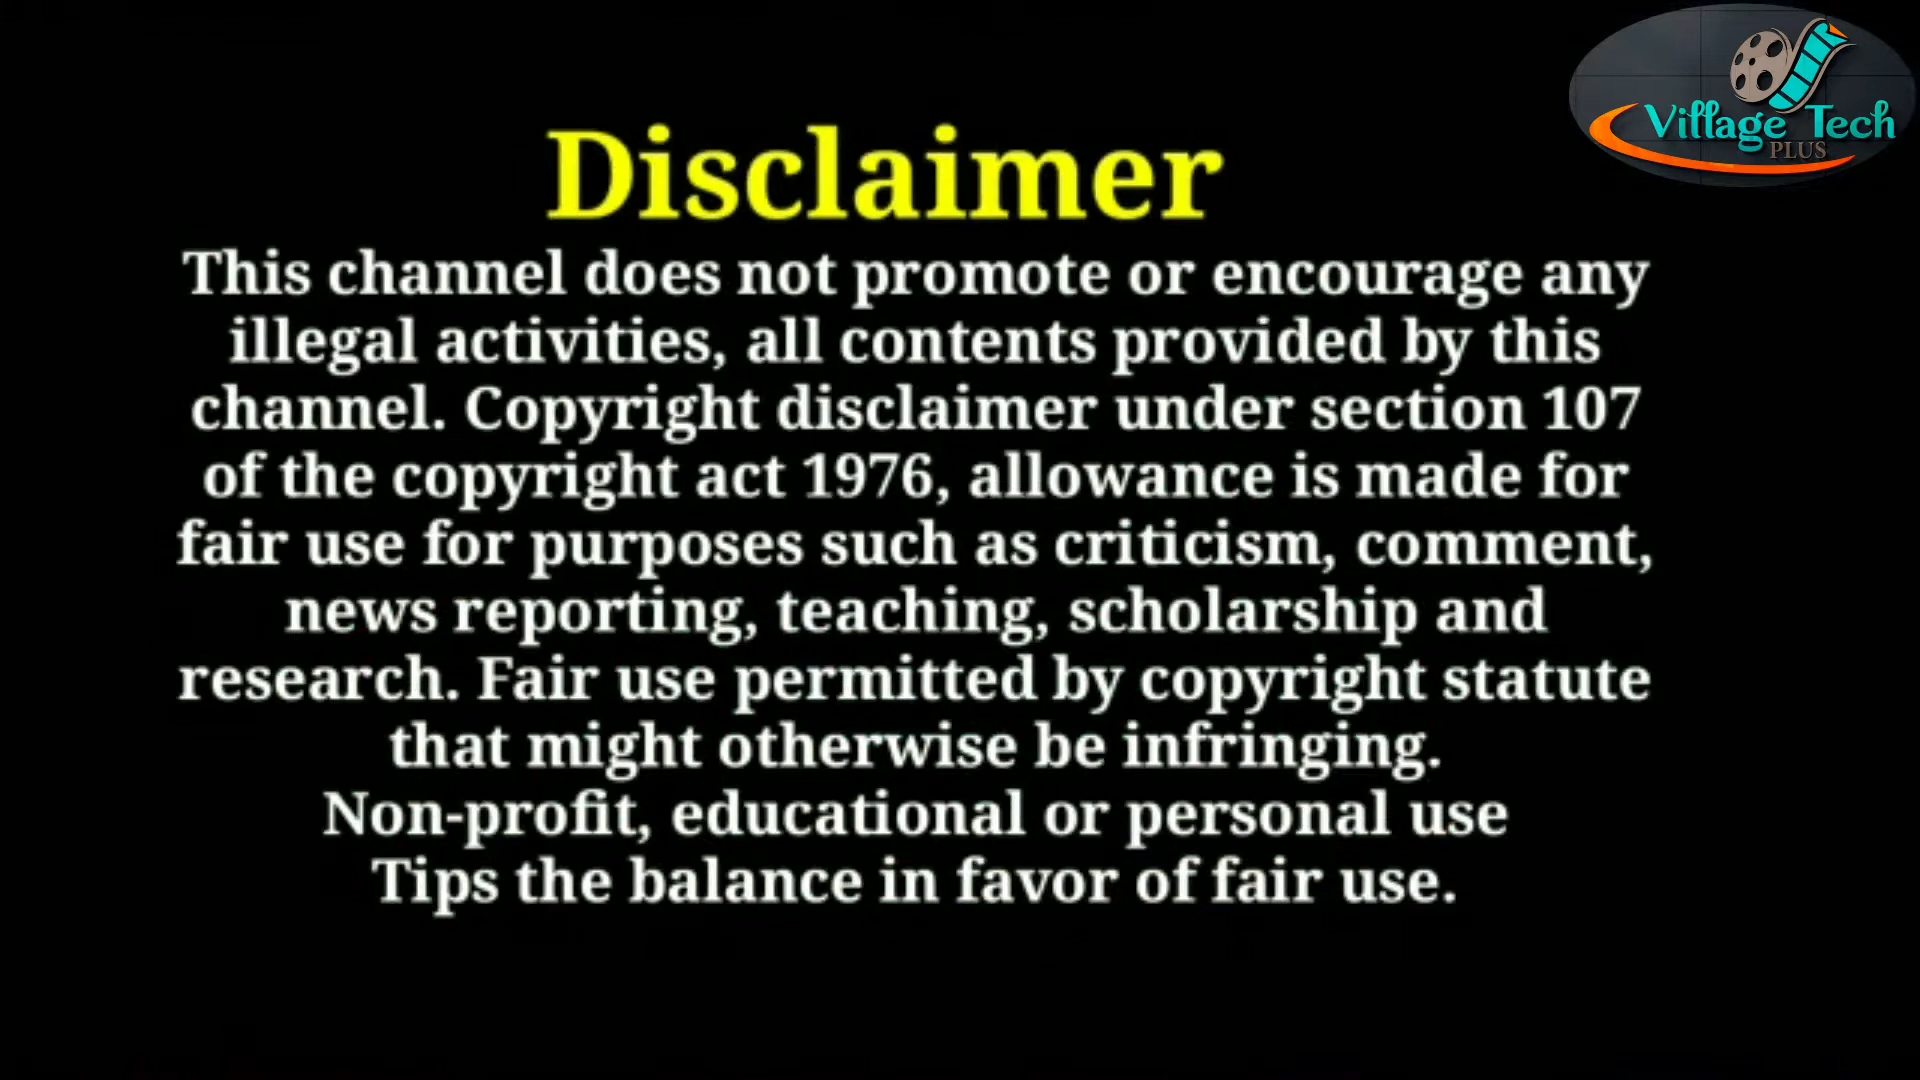 Village Tech
PLUS
Disclaimer
This channel does not promote or encourage any
illegal activities, all contents provided by this
channel. Copyright disclaimer under section 107
of the copyright act 1976, allowance is made for
fair use for purposes such as criticism, comment,
news reporting, teaching, scholarship and
research. Fair use permitted by copyright statute
that might otherwise be infringing.
Non-profit, educational or personal use
Tips the balance in favor of fair use.